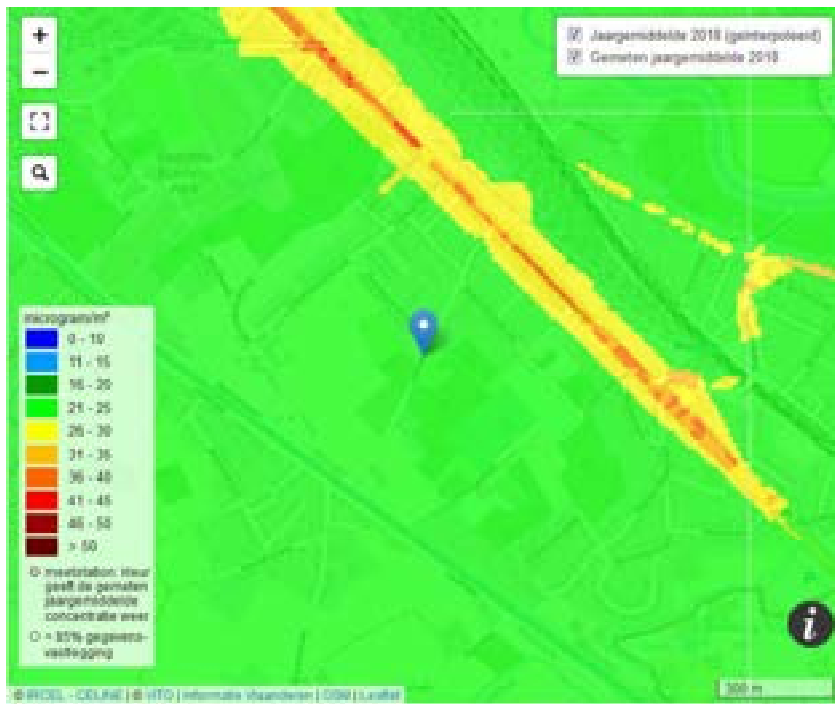 +
−
Jaargemiddelde 2018 (geïnterpoleerd)
Gemeten jaargemiddelde 2018
microgram/m³
0 - 10
11 - 15
16 - 20
21 - 25
26 - 30
31 - 35
36 - 40
41 - 45
46 - 50
> 50
meetstation: kleur
geeft de gemeten
jaargemiddelde
concentratie weer
85% gegevens-
vastlegging
i
300 m
© IRCEL - CELINE | © VITO | Informatie Vlaanderen | OSM | Leaflet